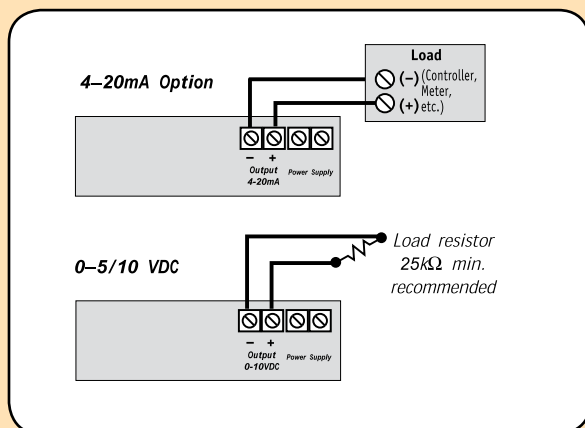 4–20mA Option
Load
(–) (Controller,
Meter,
(+) etc.)
– +
Output
4-20mA
Power Supply
0–5/10 VDC
Load resistor
25kΩ min.
recommended
– +
Output
0-10VDC
Power Supply